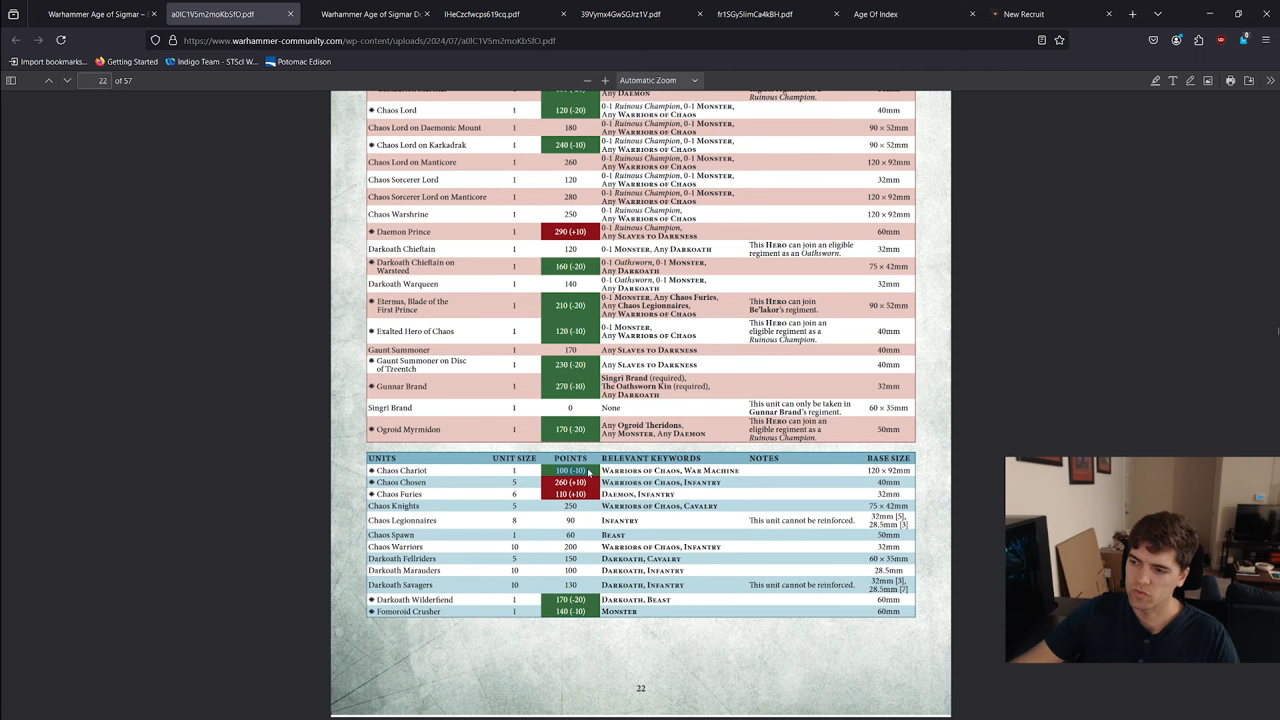 a0lC1V5m2moKbSfO.pdf
Warhammer Age of Sigmar –
Warhammer Age of Sigmar Do
lHeCzcfwcps619cq.pdf
39Vymx4GwSGJrz1V.pdf
fr1SGySlimCa4kBH.pdf
Age Of Index
New Recruit
https://www.warhammer-community.com/wp-content/uploads/2024/07/a0lC1V5m2moKbSfO.pdf
Import bookmarks...
GitHub
Outlook
Indigo Team - STScI W...
Potomac Edison
22 of 57
Automatic Zoom
Any DAEMON
Ruinous Champion.
✹ Chaos Lord 1 120 (-20) 0-1 Ruinous Champion, 0-1 MONSTER, 40mm
Any WARRIORS OF CHAOS
Chaos Lord on Daemonic Mount 1 180 0-1 Ruinous Champion, 0-1 MONSTER, 90 × 52mm
Any WARRIORS OF CHAOS
✹ Chaos Lord on Karkadrak 1 240 (-10) 0-1 Ruinous Champion, 0-1 MONSTER, 90 × 52mm
Any WARRIORS OF CHAOS
Chaos Lord on Manticore 1 260 0-1 Ruinous Champion, 0-1 MONSTER, 120 × 92mm
Any WARRIORS OF CHAOS
Chaos Sorcerer Lord 1 120 0-1 Ruinous Champion, 0-1 MONSTER, 32mm
Any WARRIORS OF CHAOS
Chaos Sorcerer Lord on Manticore 1 280 0-1 Ruinous Champion, 0-1 MONSTER, 120 × 92mm
Any WARRIORS OF CHAOS
Chaos Warshrine 1 250 0-1 Ruinous Champion, 120 × 92mm
Any WARRIORS OF CHAOS
✹ Daemon Prince 1 290 (+10) 0-1 Ruinous Champion, 60mm
Any SLAVES TO DARKNESS
Darkoath Chieftain 1 120 0-1 MONSTER, Any DARKOATH This HERO can join an eligible 32mm
regiment as an Oathsworn.
✹ Darkoath Chieftain on 1 160 (-20) 0-1 Oathsworn, 0-1 MONSTER, 75 × 42mm
Warsteed Any DARKOATH
Darkoath Warqueen 1 140 0-1 Oathsworn, 0-1 MONSTER, 32mm
Any DARKOATH
✹ Eternus, Blade of the 1 210 (-20) 0-1 MONSTER, Any Chaos Furies, This HERO can join 90 × 52mm
First Prince Any Chaos Legionnaires, Be'lakor's regiment.
Any WARRIORS OF CHAOS
✹ Exalted Hero of Chaos 1 120 (-10) 0-1 MONSTER, This HERO can join an 40mm
Any WARRIORS OF CHAOS eligible regiment as a
Ruinous Champion.
Gaunt Summoner 1 170 Any SLAVES TO DARKNESS 40mm
✹ Gaunt Summoner on Disc 1 230 (-20) Any SLAVES TO DARKNESS 40mm
of Tzeentch
✹ Gunnar Brand 1 270 (-10) Singri Brand (required), 32mm
The Oathsworn Kin (required),
Any DARKOATH
Singri Brand 1 0 None This unit can only be taken in 60 × 35mm
Gunnar Brand's regiment.
✹ Ogroid Myrmidon 1 170 (-20) Any Ogroid Theridons, This HERO can join an 50mm
Any MONSTER, Any DAEMON eligible regiment as a
Ruinous Champion.
UNITS UNIT SIZE POINTS RELEVANT KEYWORDS NOTES BASE SIZE
✹ Chaos Chariot 1 100 (-10) WARRIORS OF CHAOS, WAR MACHINE 120 × 92mm
✹ Chaos Chosen 5 260 (+10) WARRIORS OF CHAOS, INFANTRY 40mm
✹ Chaos Furies 6 110 (+10) DAEMON, INFANTRY 32mm
Chaos Knights 5 250 WARRIORS OF CHAOS, CAVALRY 75 × 42mm
Chaos Legionnaires 8 90 INFANTRY This unit cannot be reinforced. 32mm [5],
28.5mm [3]
Chaos Spawn 1 60 BEAST 50mm
Chaos Warriors 10 200 WARRIORS OF CHAOS, INFANTRY 32mm
Darkoath Fellriders 5 150 DARKOATH, CAVALRY 60 × 35mm
Darkoath Marauders 10 100 DARKOATH, INFANTRY 28.5mm
Darkoath Savagers 10 130 DARKOATH, INFANTRY This unit cannot be reinforced. 32mm [3],
28.5mm [7]
✹ Darkoath Wilderfiend 1 170 (-20) DARKOATH, BEAST 60mm
✹ Fomoroid Crusher 1 140 (-10) MONSTER 60mm
22